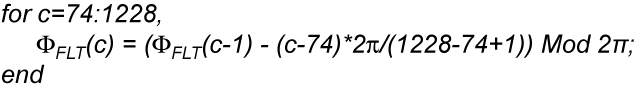 for c=74:1228,
Φ_FLT(c) = (Φ_FLT(c-1) - (c-74)*2π/(1228-74+1)) Mod 2π;
end